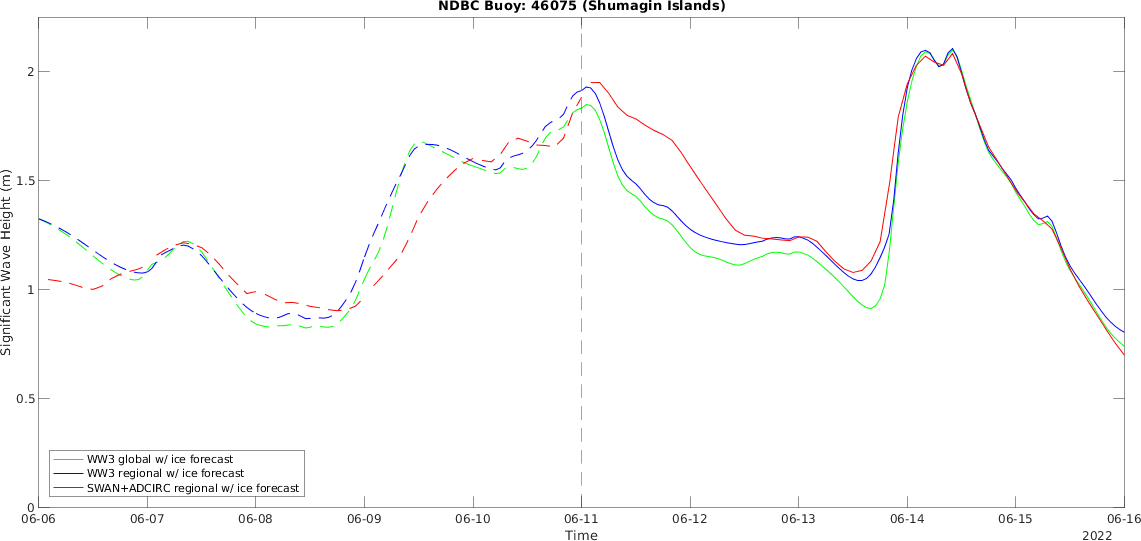 NDBC Buoy: 46075 (Shumagin Islands)
Significant Wave Height (m)
2
1.5
1
0.5
0
WW3 global w/ ice forecast
WW3 regional w/ ice forecast
SWAN+ADCIRC regional w/ ice forecast
06-06 06-07 06-08 06-09 06-10 06-11 06-12 06-13 06-14 06-15 06-16
Time
2022